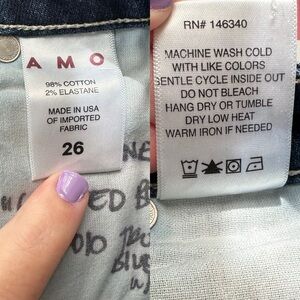 AMO
98% COTTON
2% ELASTANE
MADE IN USA
OF IMPORTED
FABRIC
26
RN# 146340
MACHINE WASH COLD
WITH LIKE COLORS
GENTLE CYCLE INSIDE OUT
DO NOT BLEACH
HANG DRY OR TUMBLE
DRY LOW HEAT
WARM IRON IF NEEDED